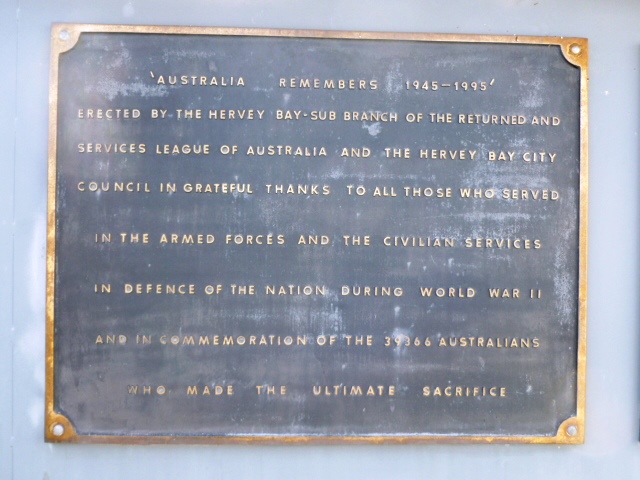 'AUSTRALIA REMEMBERS 1945-1995'
ERECTED BY THE HERVEY BAY-SUB BRANCH OF THE RETURNED AND
SERVICES LEAGUE OF AUSTRALIA AND THE HERVEY BAY CITY
COUNCIL IN GRATEFUL THANKS TO ALL THOSE WHO SERVED
IN THE ARMED FORCES AND THE CIVILIAN SERVICES
IN DEFENCE OF THE NATION DURING WORLD WAR II
AND IN COMMEMORATION OF THE 39366 AUSTRALIANS
WHO MADE THE ULTIMATE SACRIFICE